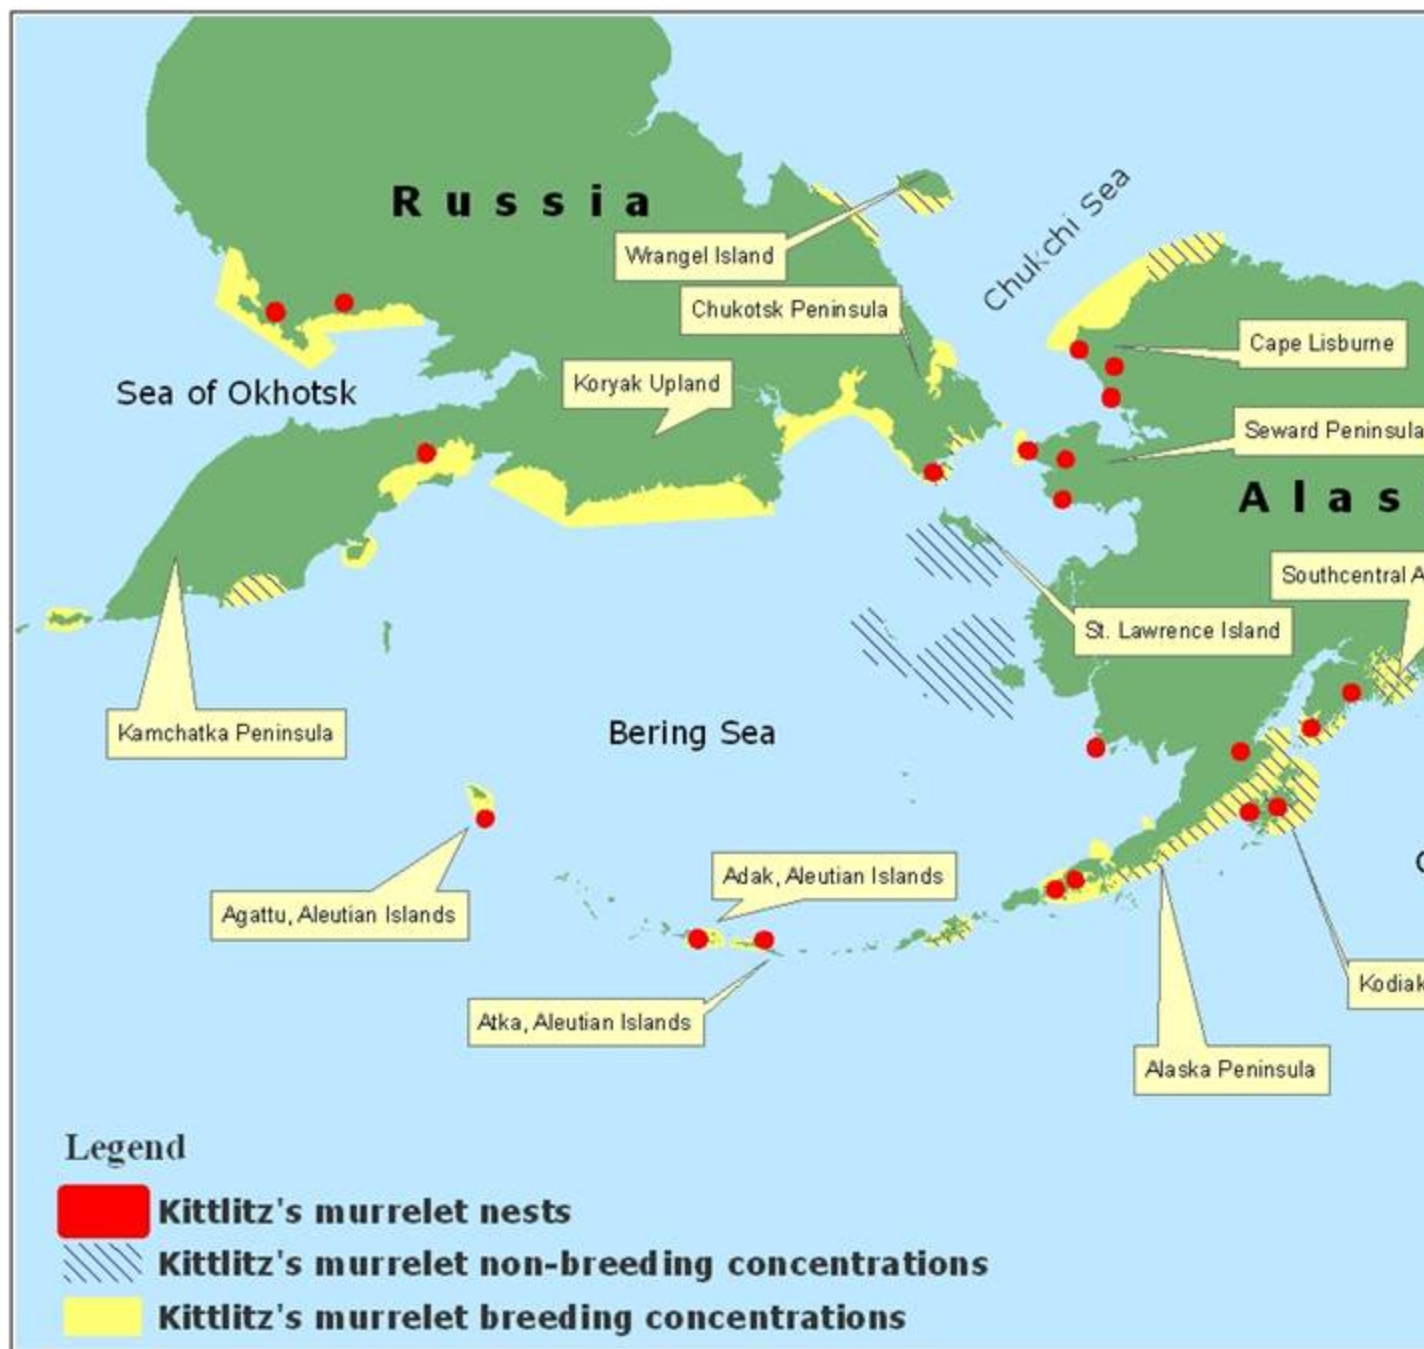 Russia
Wrangel Island
Chukchi Sea
Chukotsk Peninsula
Cape Lisburne
Koryak Upland
Sea of Okhotsk
Seward Peninsula
Alas
Southcentral A
St. Lawrence Island
Kamchatka Peninsula
Bering Sea
Adak, Aleutian Islands
Agattu, Aleutian Islands
Kodiak
Atka, Aleutian Islands
Alaska Peninsula
Legend
Kittlitz's murrelet nests
Kittlitz's murrelet non-breeding concentrations
Kittlitz's murrelet breeding concentrations